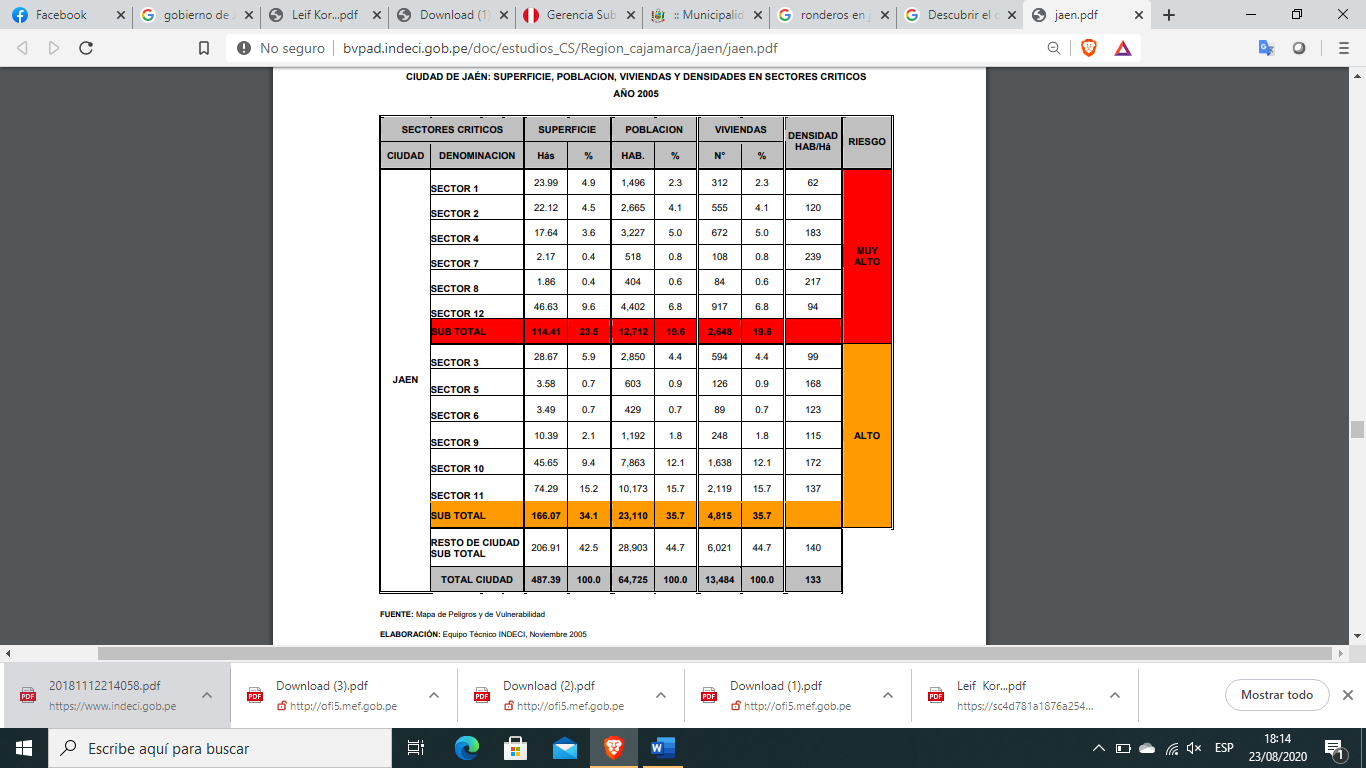 Facebook
gobierno de J
Leif Kor...pdf
Download (1)
Gerencia Sub
:: Municipalid
ronderos en j
Descubrir el c
jaen.pdf
No seguro | bvpad.indeci.gob.pe/doc/estudios_CS/Region_cajamarca/jaen/jaen.pdf
CIUDAD DE JAÉN: SUPERFICIE, POBLACION, VIVIENDAS Y DENSIDADES EN SECTORES CRITICOS
AÑO 2005
SECTORES CRITICOS SUPERFICIE POBLACION VIVIENDAS DENSIDAD HAB/Há RIESGO
CIUDAD DENOMINACION Hás % HAB. % N° %
JAEN
SECTOR 1 23.99 4.9 1,496 2.3 312 2.3 62
SECTOR 2 22.12 4.5 2,665 4.1 555 4.1 120
SECTOR 4 17.64 3.6 3,227 5.0 672 5.0 183
SECTOR 7 2.17 0.4 518 0.8 108 0.8 239
SECTOR 8 1.86 0.4 404 0.6 84 0.6 217
SECTOR 12 46.63 9.6 4,402 6.8 917 6.8 94
SUB TOTAL 114.41 23.5 12,712 19.6 2,648 19.6
MUY
ALTO
SECTOR 3 28.67 5.9 2,850 4.4 594 4.4 99
SECTOR 5 3.58 0.7 603 0.9 126 0.9 168
SECTOR 6 3.49 0.7 429 0.7 89 0.7 123
SECTOR 9 10.39 2.1 1,192 1.8 248 1.8 115
SECTOR 10 45.65 9.4 7,863 12.1 1,638 12.1 172
SECTOR 11 74.29 15.2 10,173 15.7 2,119 15.7 137
SUB TOTAL 166.07 34.1 23,110 35.7 4,815 35.7
ALTO
RESTO DE CIUDAD
SUB TOTAL 206.91 42.5 28,903 44.7 6,021 44.7 140
TOTAL CIUDAD 487.39 100.0 64,725 100.0 13,484 100.0 133
FUENTE: Mapa de Peligros y de Vulnerabilidad
ELABORACIÓN: Equipo Técnico INDECI, Noviembre 2005
20181112214058.pdf
https://www.indeci.gob.pe
Download (3).pdf
http://ofi5.mef.gob.pe
Download (2).pdf
http://ofi5.mef.gob.pe
Download (1).pdf
http://ofi5.mef.gob.pe
Leif Kor...pdf
https://sc4d781a1876a254...
Mostrar todo
Escribe aquí para buscar
ESP
18:14
23/08/2020
1